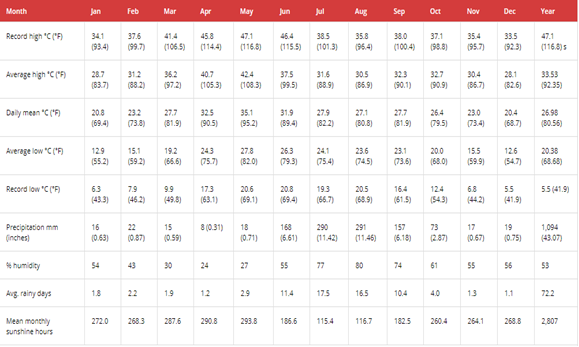 Month Jan Feb Mar Apr May Jun Jul Aug Sep Oct Nov Dec Year
Record high °C (°F) 34.1 (93.4) 37.6 (99.7) 41.4 (106.5) 45.8 (114.4) 47.1 (116.8) 46.4 (115.5) 38.5 (101.3) 35.8 (96.4) 38.0 (100.4) 37.1 (98.8) 35.4 (95.7) 33.5 (92.3) 47.1 (116.8) s
Average high °C (°F) 28.7 (83.7) 31.2 (88.2) 36.2 (97.2) 40.7 (105.3) 42.4 (108.3) 37.5 (99.5) 31.6 (88.9) 30.5 (86.9) 32.3 (90.1) 32.7 (90.9) 30.4 (86.7) 28.1 (82.6) 33.53 (92.35)
Daily mean °C (°F) 20.8 (69.4) 23.2 (73.8) 27.7 (81.9) 32.5 (90.5) 35.1 (95.2) 31.9 (89.4) 27.9 (82.2) 27.1 (80.8) 27.7 (81.9) 26.4 (79.5) 23.0 (73.4) 20.4 (68.7) 26.98 (80.56)
Average low °C (°F) 12.9 (55.2) 15.1 (59.2) 19.2 (66.6) 24.3 (75.7) 27.8 (82.0) 26.3 (79.3) 24.1 (75.4) 23.6 (74.5) 23.1 (73.6) 20.0 (68.0) 15.5 (59.9) 12.6 (54.7) 20.38 (68.68)
Record low °C (°F) 6.3 (43.3) 7.9 (46.2) 9.9 (49.8) 17.3 (63.1) 20.6 (69.1) 20.8 (69.4) 19.3 (66.7) 20.5 (68.9) 16.4 (61.5) 12.4 (54.3) 6.8 (44.2) 5.5 (41.9) 5.5 (41.9)
Precipitation mm (inches) 16 (0.63) 22 (0.87) 15 (0.59) 8 (0.31) 18 (0.71) 168 (6.61) 290 (11.42) 291 (11.46) 157 (6.18) 73 (2.87) 17 (0.67) 19 (0.75) 1,094 (43.07)
% humidity 54 43 30 24 27 55 77 80 74 61 55 56 53
Avg. rainy days 1.8 2.2 1.9 1.2 2.9 11.4 17.5 16.5 10.4 4.0 1.3 1.1 72.2
Mean monthly sunshine hours 272.0 268.3 287.6 290.8 293.8 186.6 115.4 116.7 182.5 260.4 264.1 268.8 2,807